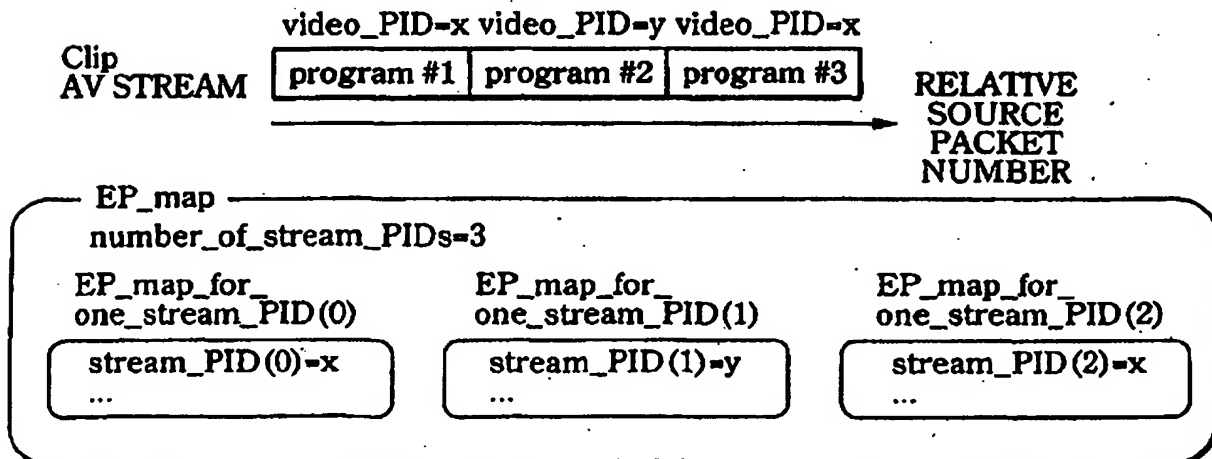 video_PID=x video_PID=y video_PID=x
Clip
AV STREAM
program #1 program #2 program #3
RELATIVE
SOURCE
PACKET
NUMBER
EP_map
number_of_stream_PIDs=3
EP_map_for_
one_stream_PID(0)
stream_PID(0)=x
...
EP_map_for_
one_stream_PID(1)
stream_PID(1)=y
...
EP_map_for_
one_stream_PID(2)
stream_PID(2)=x
...